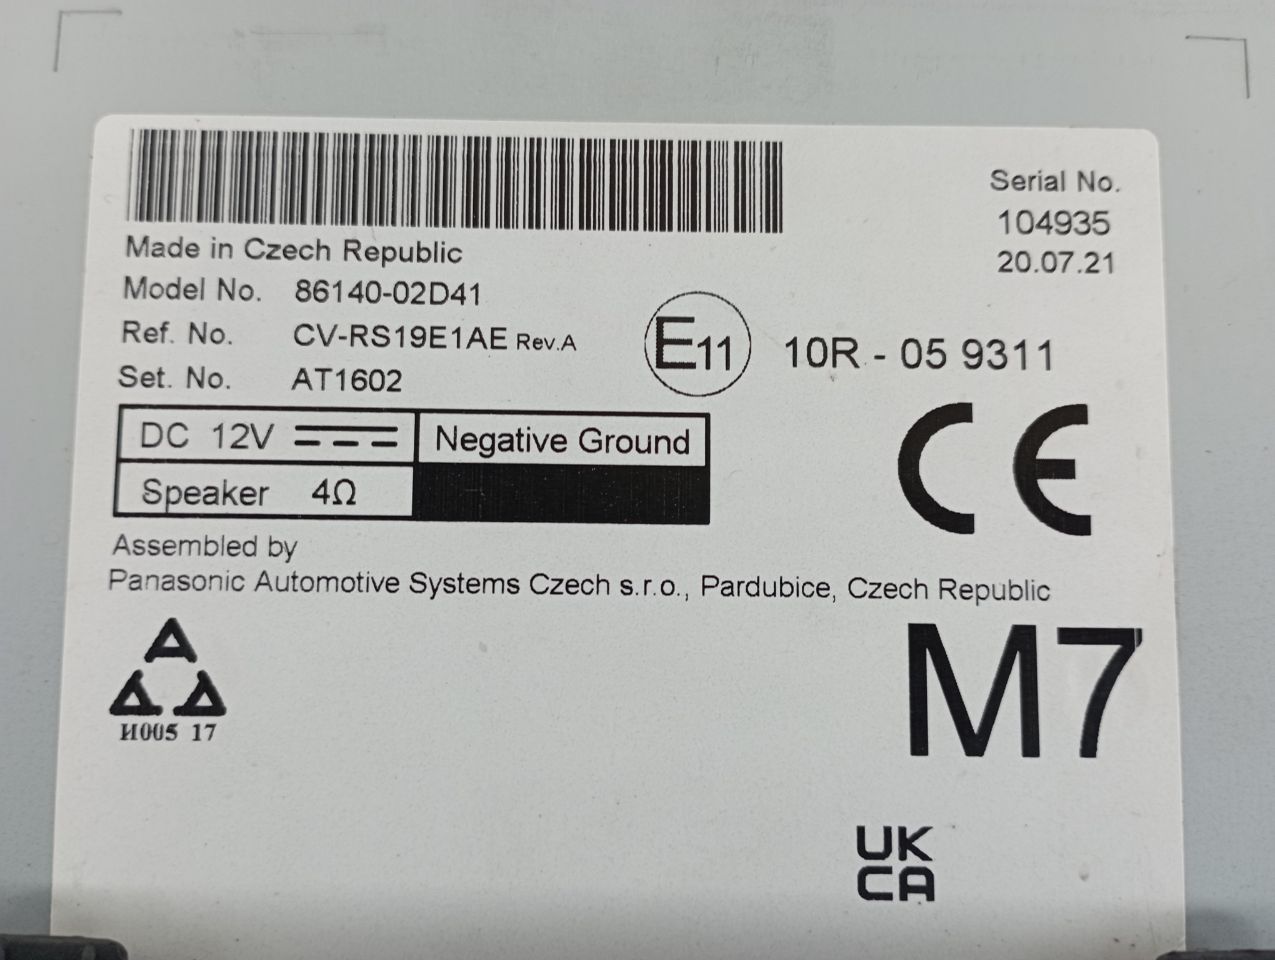 Serial No.
104935
20.07.21
Made in Czech Republic
Model No. 86140-02D41
Ref. No. CV-RS19E1AE Rev.A
Set. No. AT1602
E11 10R - 05 9311
DC 12V Negative Ground
Speaker 4Ω
CE
Assembled by
Panasonic Automotive Systems Czech s.r.o., Pardubice, Czech Republic
M7
И005 17
UK
CA